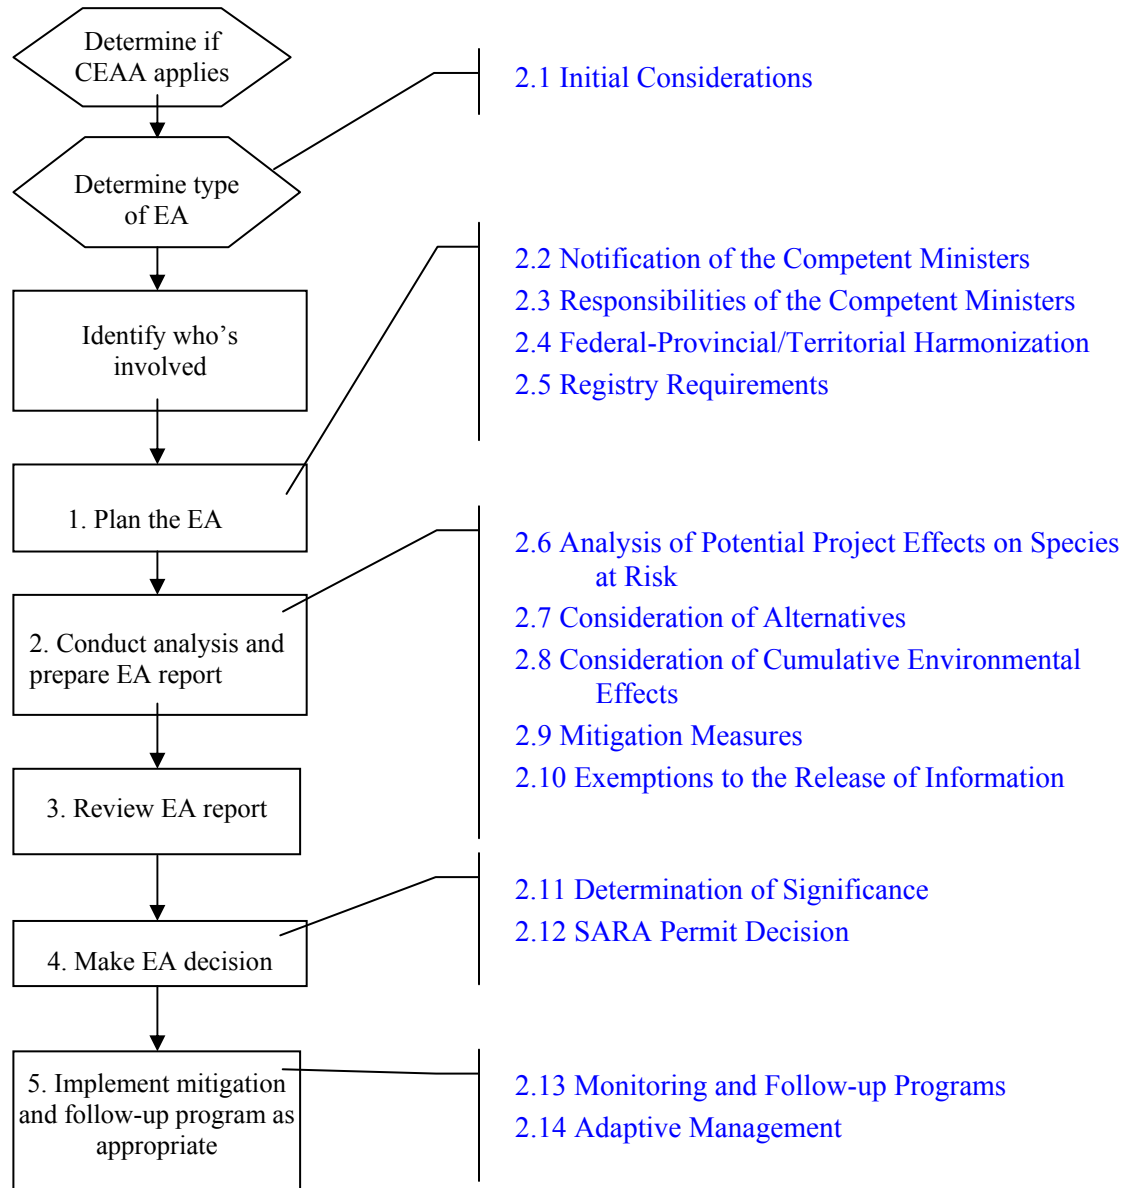 Determine if
CEAA applies
2.1 Initial Considerations
Determine type
of EA
Identify who's
involved
2.2 Notification of the Competent Ministers
2.3 Responsibilities of the Competent Ministers
2.4 Federal-Provincial/Territorial Harmonization
2.5 Registry Requirements
1. Plan the EA
2. Conduct analysis and
prepare EA report
2.6 Analysis of Potential Project Effects on Species
at Risk
2.7 Consideration of Alternatives
2.8 Consideration of Cumulative Environmental
Effects
2.9 Mitigation Measures
2.10 Exemptions to the Release of Information
3. Review EA report
4. Make EA decision
2.11 Determination of Significance
2.12 SARA Permit Decision
5. Implement mitigation
and follow-up program as
appropriate
2.13 Monitoring and Follow-up Programs
2.14 Adaptive Management